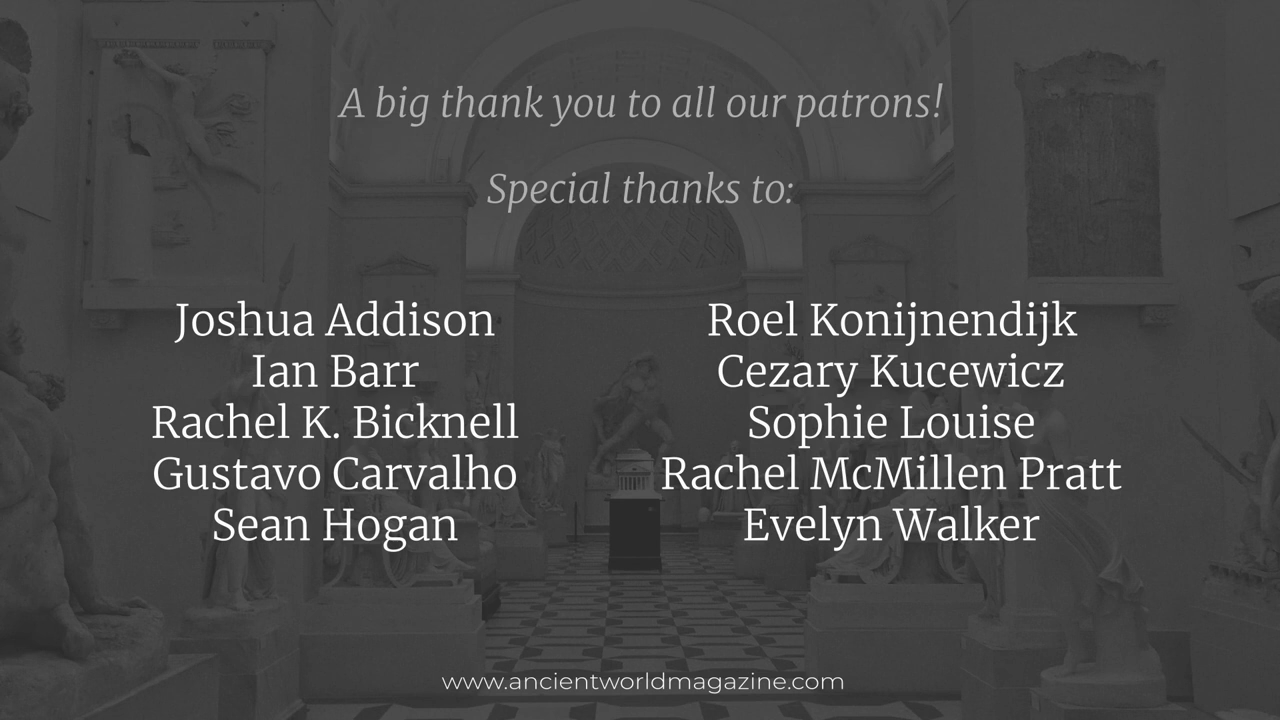 A big thank you to all our patrons!
Special thanks to:
Joshua Addison
Ian Barr
Rachel K. Bicknell
Gustavo Carvalho
Sean Hogan
Roel Konijnendijk
Cezary Kucewicz
Sophie Louise
Rachel McMillen Pratt
Evelyn Walker
www.ancientworldmagazine.com